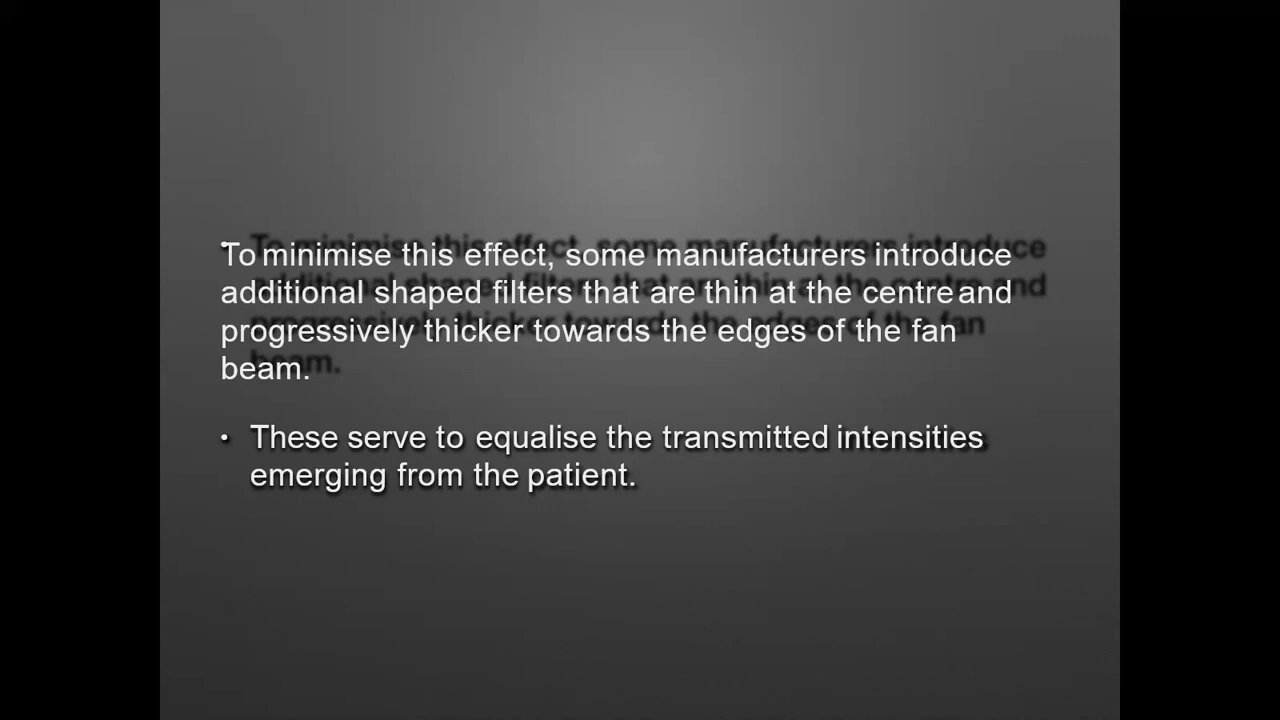 • To minimise this effect, some manufacturers introduce
additional shaped filters that are thin at the centre and
progressively thicker towards the edges of the fan
beam.
• These serve to equalise the transmitted intensities
emerging from the patient.